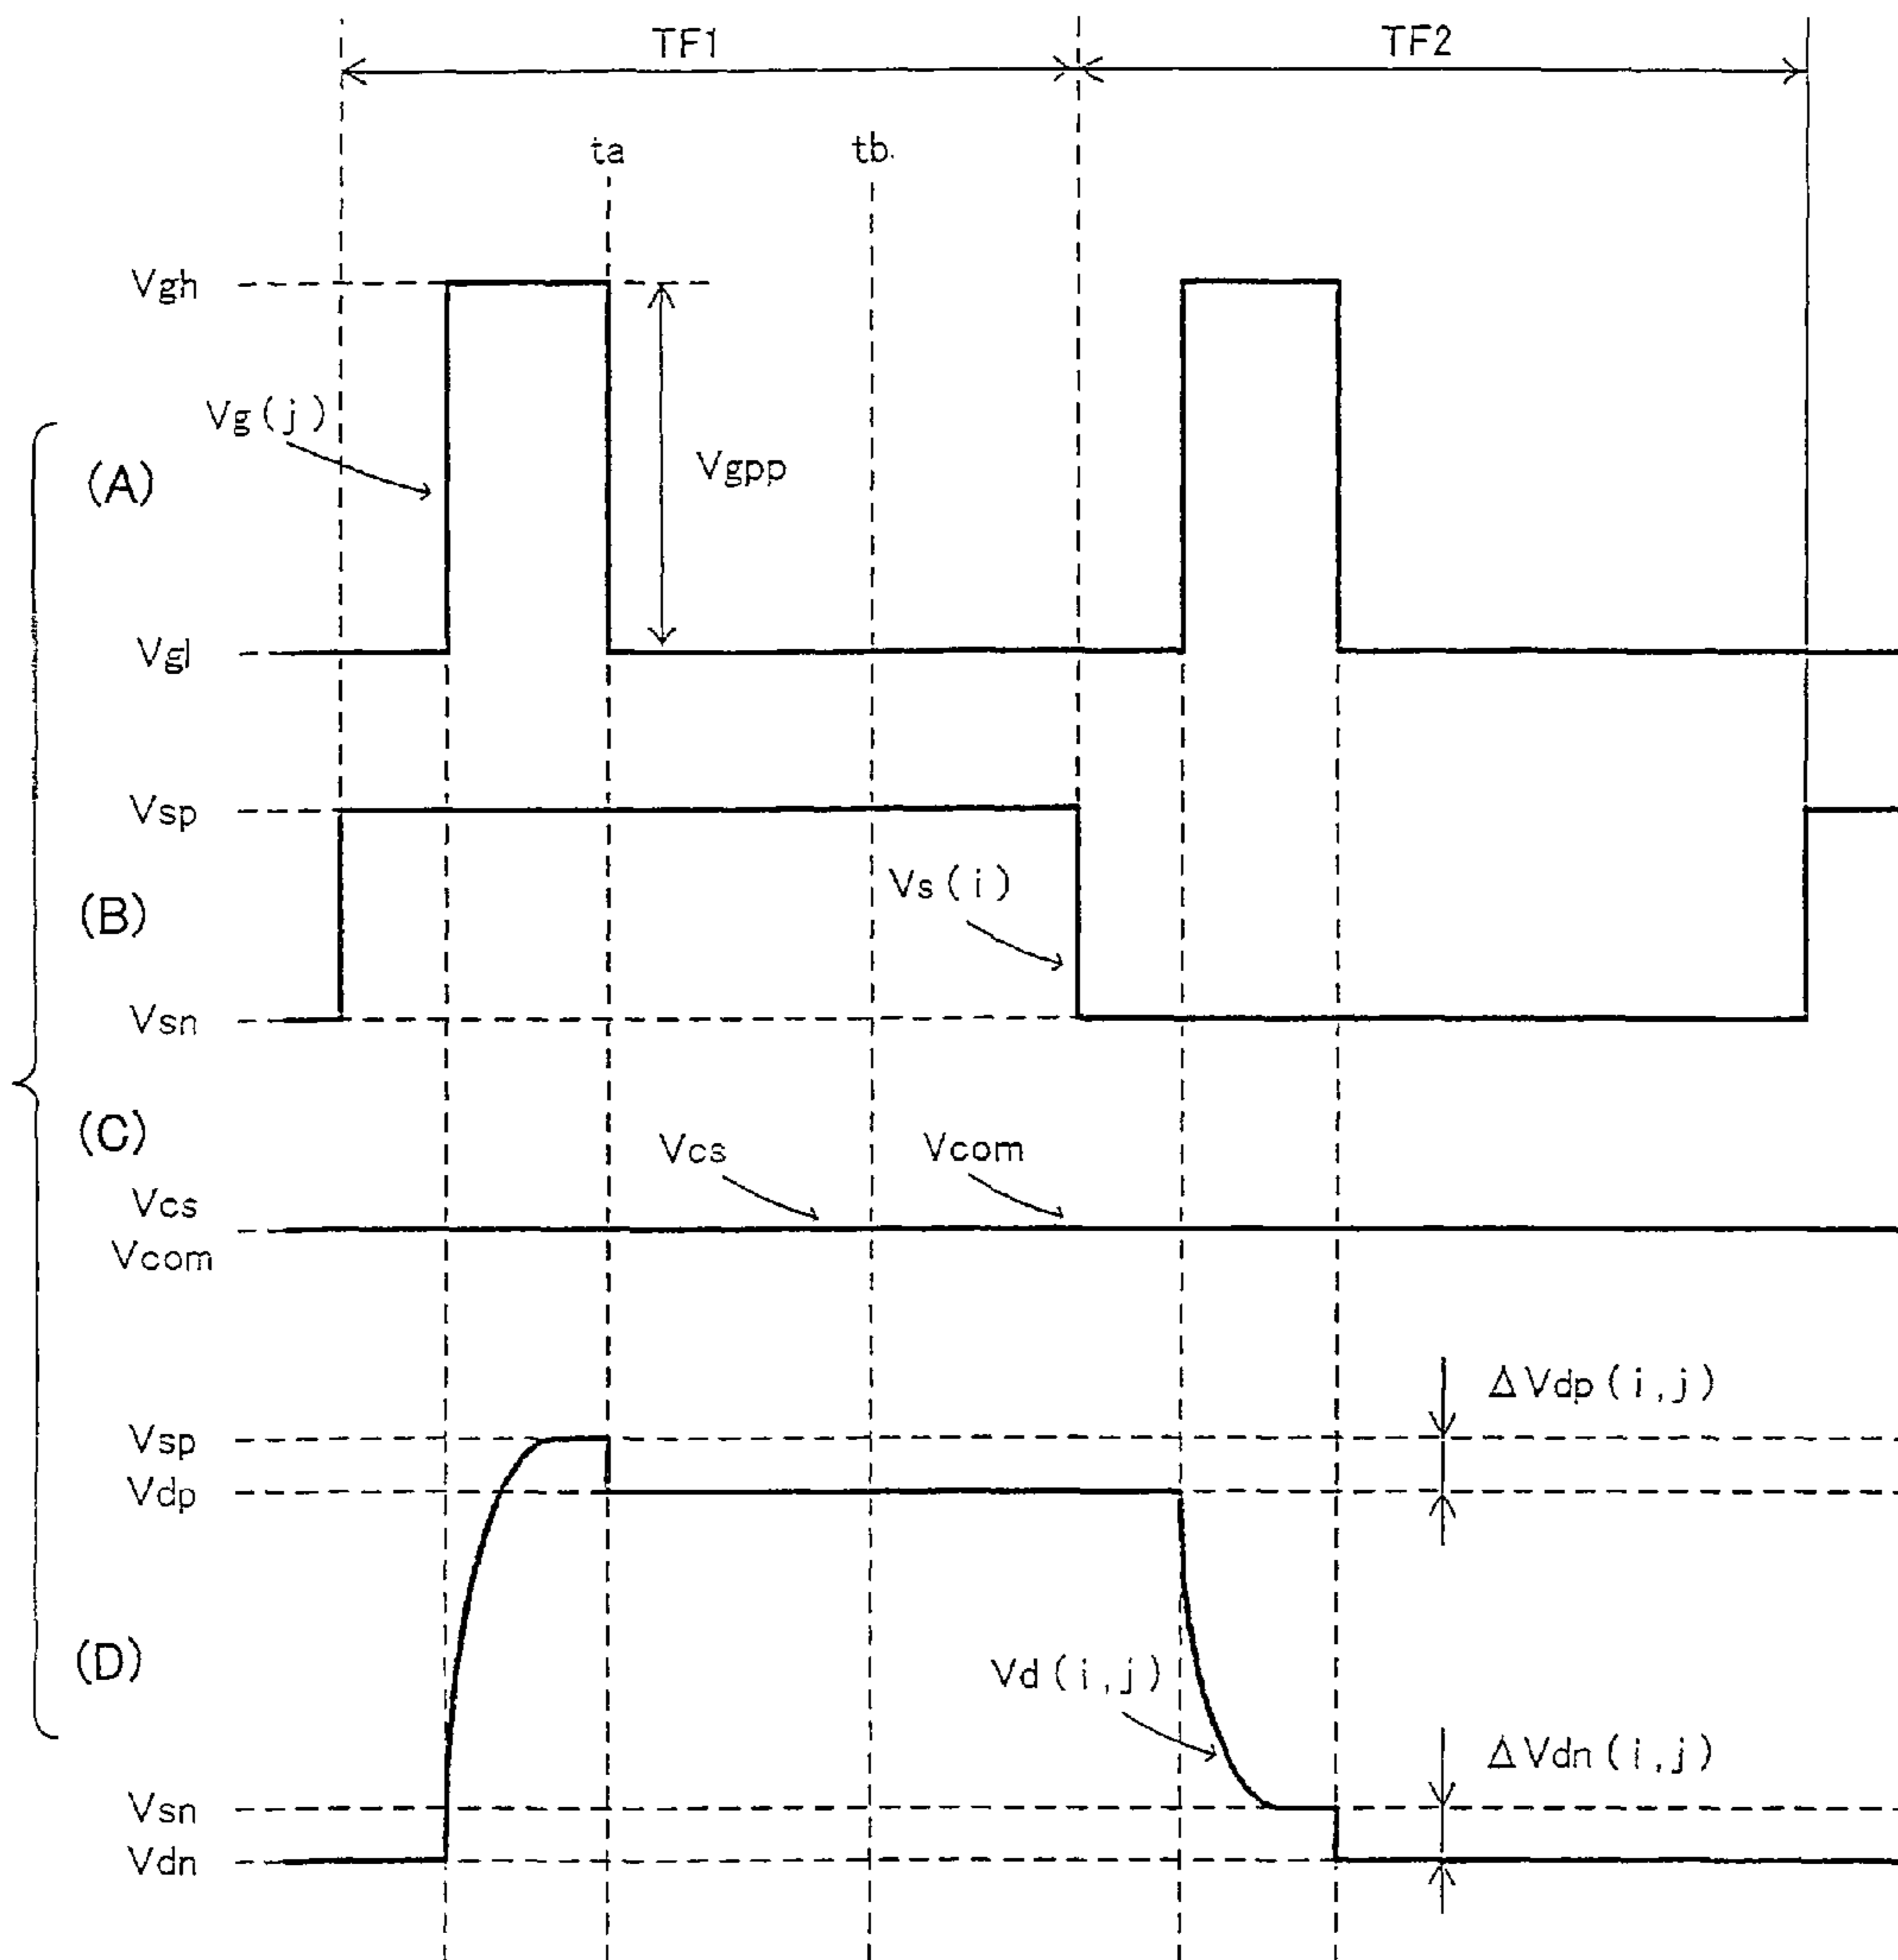 TF1 TF2
ta tb
Vgh
Vg(j)
(A)
Vgpp
Vgl
Vsp
Vs(i)
(B)
Vsn
(C)
Vcs Vcom
Vcs
Vcom
ΔVdp(i,j)
Vsp
Vdp
(D)
Vd(i,j)
ΔVdn(i,j)
Vsn
Vdn